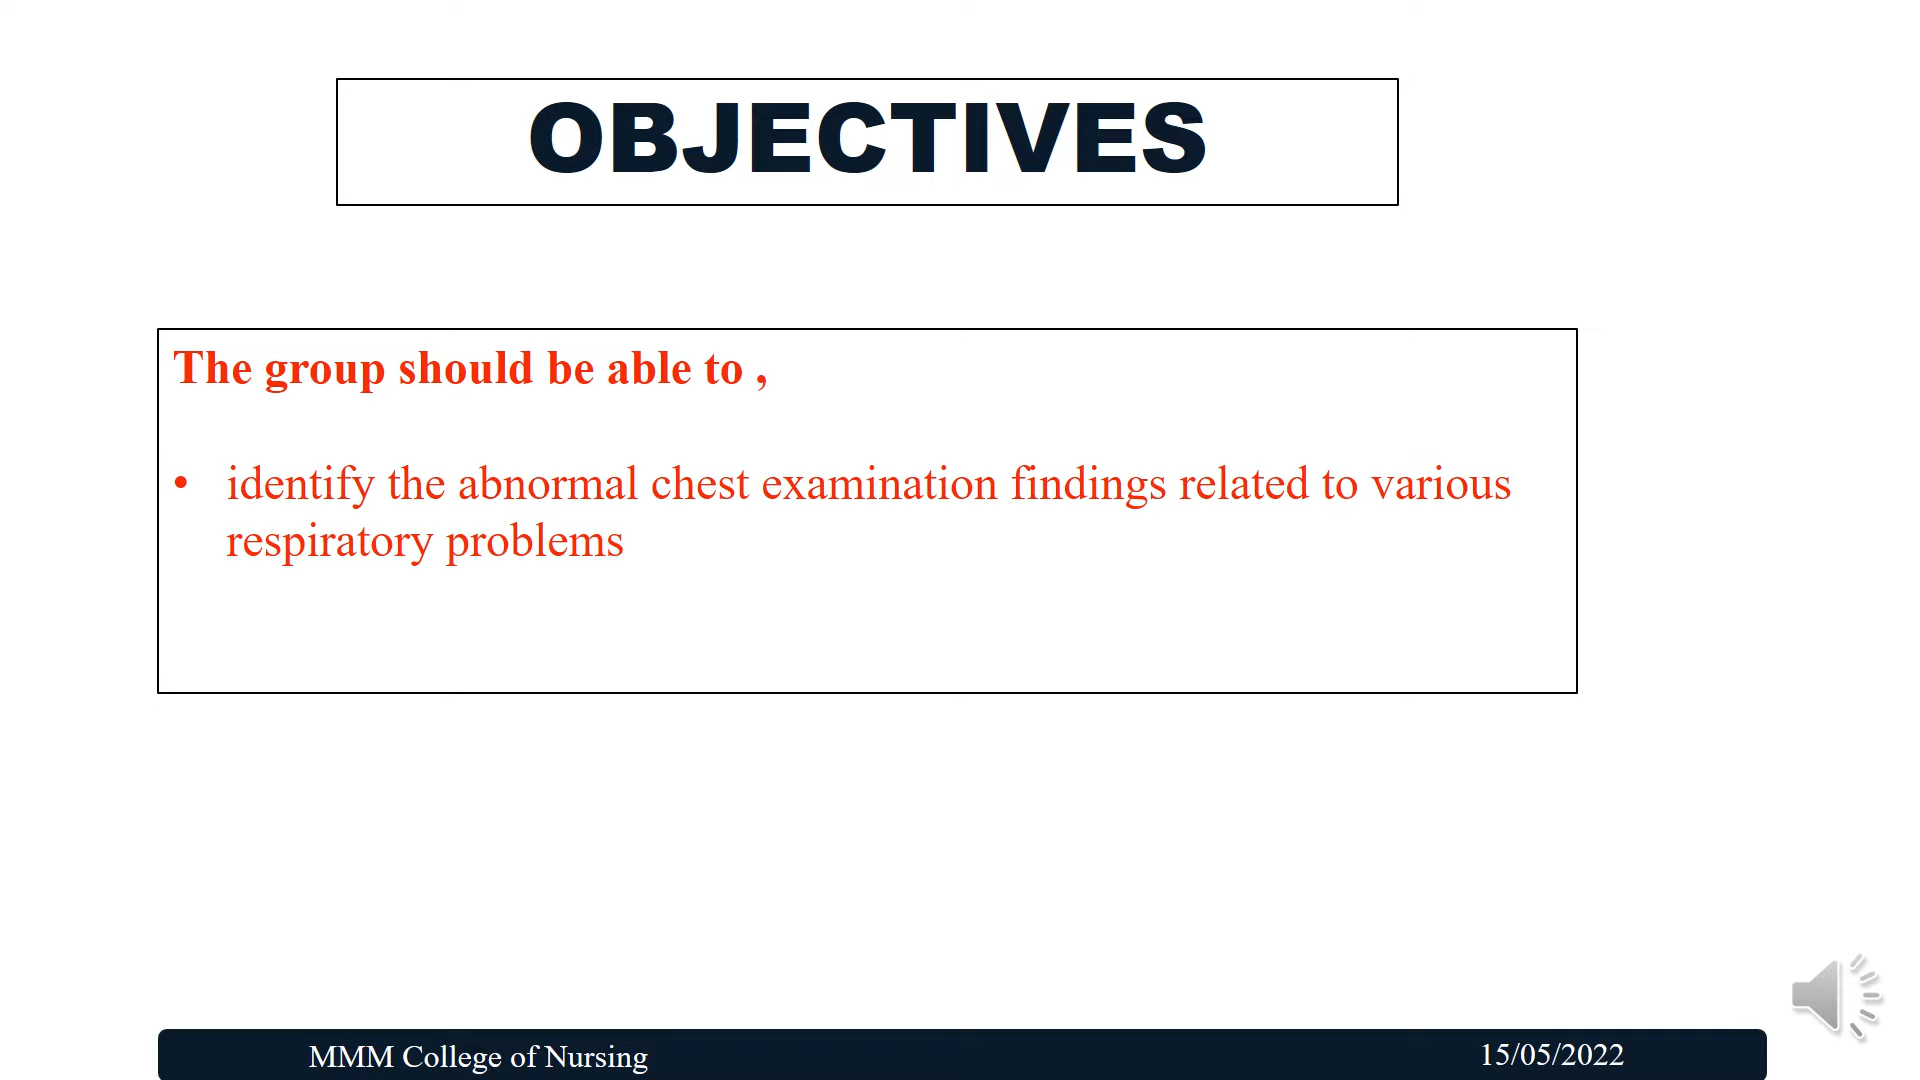 OBJECTIVES
The group should be able to ,
• identify the abnormal chest examination findings related to various
respiratory problems
MMM College of Nursing
15/05/2022